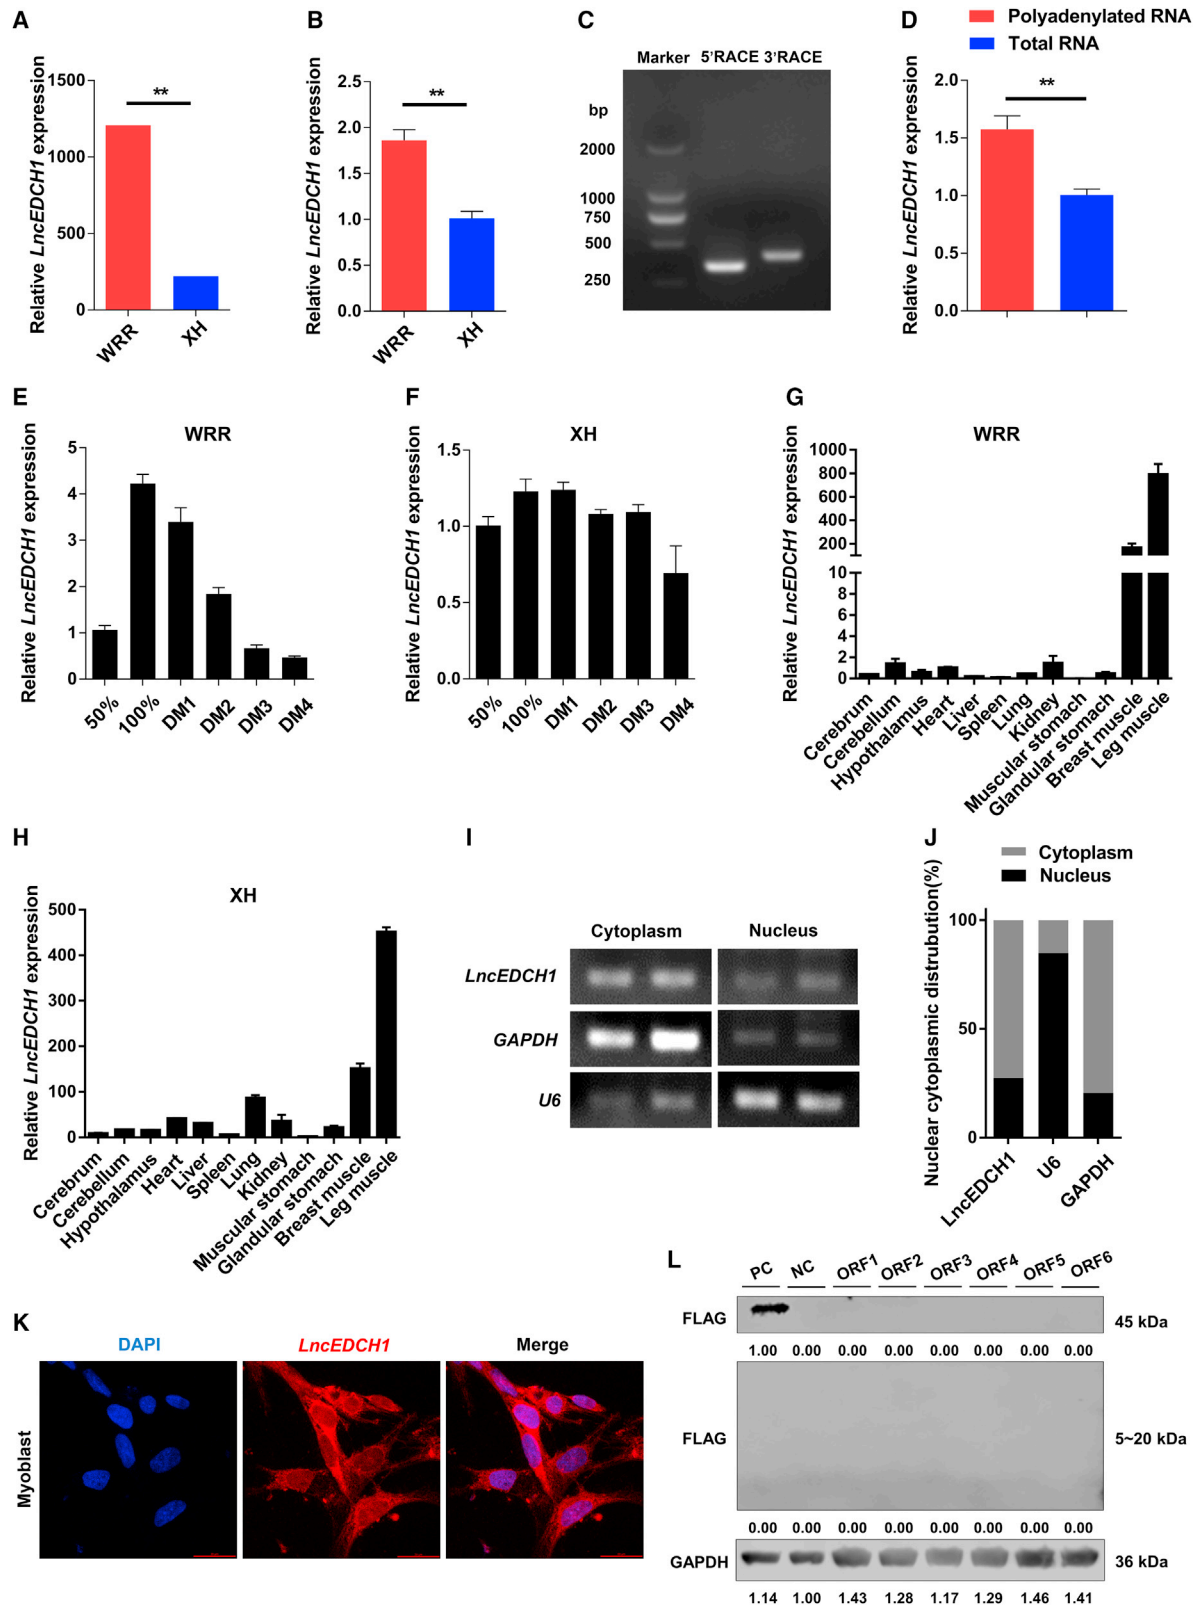 A
Relative LncEDCH1 expression
1500
1000
500
0
**
WRR
XH
B
Relative LncEDCH1 expression
2.5
2.0
1.5
1.0
0.5
0.0
**
WRR
XH
C
Marker 5'RACE 3'RACE
bp
2000
1000
750
500
250
D
Polyadenylated RNA
Total RNA
Relative LncEDCH1 expression
2.0
1.5
1.0
0.5
0.0
**
E
WRR
Relative LncEDCH1 expression
5
4
3
2
1
0
50%
100%
DM1
DM2
DM3
DM4
F
XH
Relative LncEDCH1 expression
1.5
1.0
0.5
0.0
50%
100%
DM1
DM2
DM3
DM4
G
WRR
Relative LncEDCH1 expression
1000
800
600
400
200
10
8
6
4
2
0
Cerebrum
Cerebellum
Hypothalamus
Heart
Liver
Spleen
Lung
Kidney
Muscular stomach
Glandular stomach
Breast muscle
Leg muscle
H
XH
Relative LncEDCH1 expression
500
400
300
200
100
0
Cerebrum
Cerebellum
Hypothalamus
Heart
Liver
Spleen
Lung
Kidney
Muscular stomach
Glandular stomach
Breast muscle
Leg muscle
I
Cytoplasm Nucleus
LncEDCH1
GAPDH
U6
J
Cytoplasm
Nucleus
Nuclear cytoplasmic distrubution(%)
100
50
0
LncEDCH1
U6
GAPDH
K
DAPI LncEDCH1 Merge
Myoblast
L
PC NC ORF1 ORF2 ORF3 ORF4 ORF5 ORF6
FLAG 45 kDa
1.00 0.00 0.00 0.00 0.00 0.00 0.00 0.00
FLAG 5~20 kDa
0.00 0.00 0.00 0.00 0.00 0.00 0.00 0.00
GAPDH 36 kDa
1.14 1.00 1.43 1.28 1.17 1.29 1.46 1.41